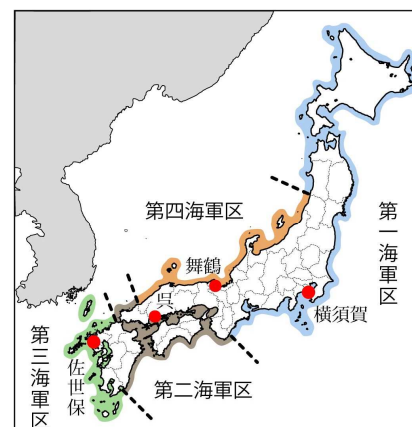 第四海軍区
舞鶴
呉
第一海軍区
横須賀
第三海軍区
佐世保
第二海軍区